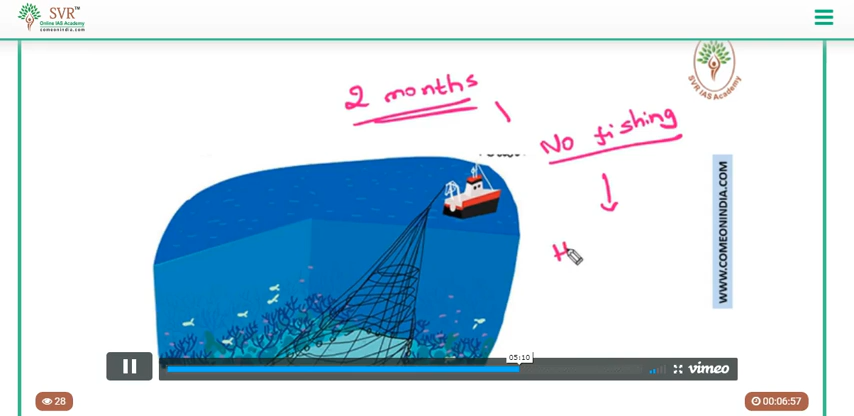 SVR™
Online IAS Academy
comeonindia.com
SVR IAS Academy
2 months
No fishing
H
WWW.COMEONINDIA.COM
05:10
vimeo
28
00:06:57